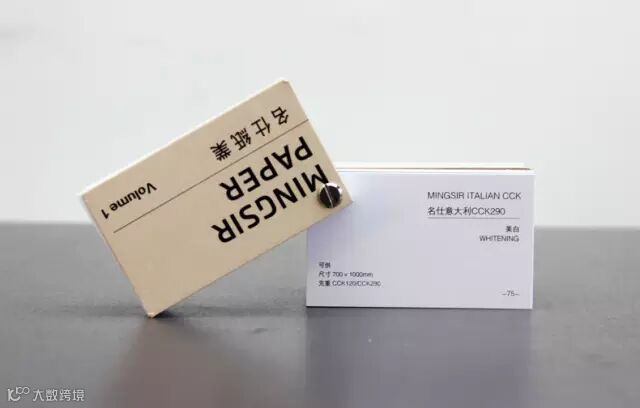 MINGSIR
PAPER
名仕紙業
Volume 1
MINGSIR ITALIAN CCK
名仕意大利CCK290
美白
WHITENING
可供
尺寸 700 × 1000mm
克重 CCK120/CCK290
–75–
大数跨境